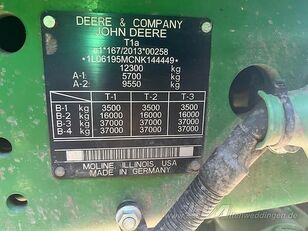 DEERE & COMPANY
JOHN DEERE
T1a
e1*167/2013*00258
*1L06195MCNK144449*
12300 kg
A-1: 5700 kg
A-2: 9550 kg
T-1 T-2 T-3
B-1 kg 3500 3500 3500
B-2 kg 16000 16000 16000
B-3 kg 37000 37000 37000
B-4 kg 37000 37000 37000
MOLINE ILLINOIS, USA
MADE IN GERMANY